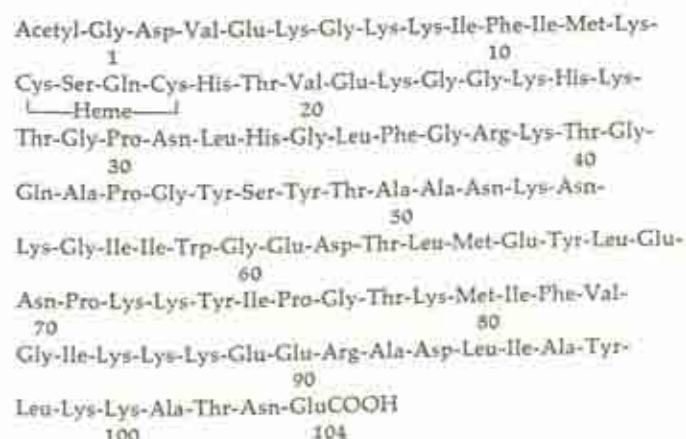 Acetyl-Gly-Asp-Val-Glu-Lys-Gly-Lys-Lys-Ile-Phe-Ile-Met-Lys-
1 10
Cys-Ser-Gln-Cys-His-Thr-Val-Glu-Lys-Gly-Gly-Lys-His-Lys-
Heme 20
Thr-Gly-Pro-Asn-Leu-His-Gly-Leu-Phe-Gly-Arg-Lys-Thr-Gly-
30 40
Gln-Ala-Pro-Gly-Tyr-Ser-Tyr-Thr-Ala-Ala-Asn-Lys-Asn-
50
Lys-Gly-Ile-Ile-Trp-Gly-Glu-Asp-Thr-Leu-Met-Glu-Tyr-Leu-Glu-
60
Asn-Pro-Lys-Lys-Tyr-Ile-Pro-Gly-Thr-Lys-Met-Ile-Phe-Val-
70 80
Gly-Ile-Lys-Lys-Lys-Glu-Glu-Arg-Ala-Asp-Leu-Ile-Ala-Tyr-
90
Leu-Lys-Lys-Ala-Thr-Asn-GluCOOH
100 104